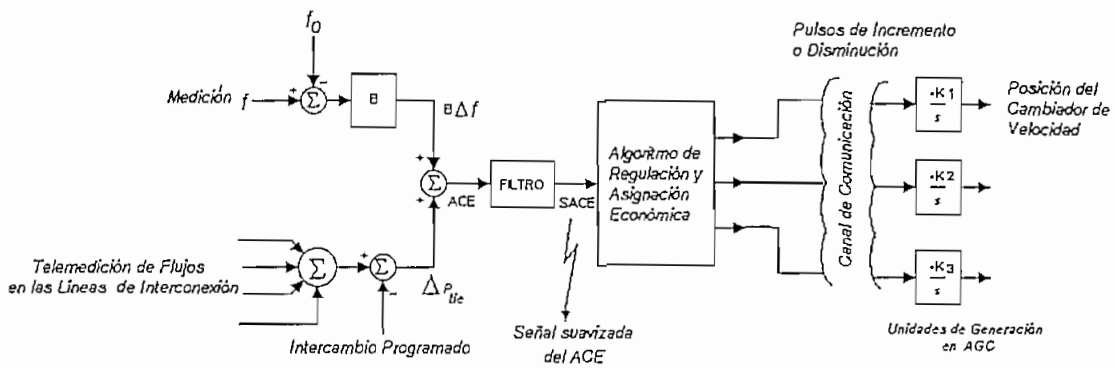 f0
Medición f
+
−
Σ
B
B Δf
+
+
Σ
ACE
FILTRO
SACE
Telemedición de Flujos
en las Lineas de Interconexión
Σ
+
Σ
−
Δ Ptie
Intercambio Programado
Señal suavizada
del ACE
Algoritmo de
Regulación y
Asignación
Económica
Pulsos de Incremento
o Disminución
Canal de Comunicación
·K1
s
·K2
s
·K3
s
Posición del
Cambiador de
Velocidad
Unidades de Generación
en AGC